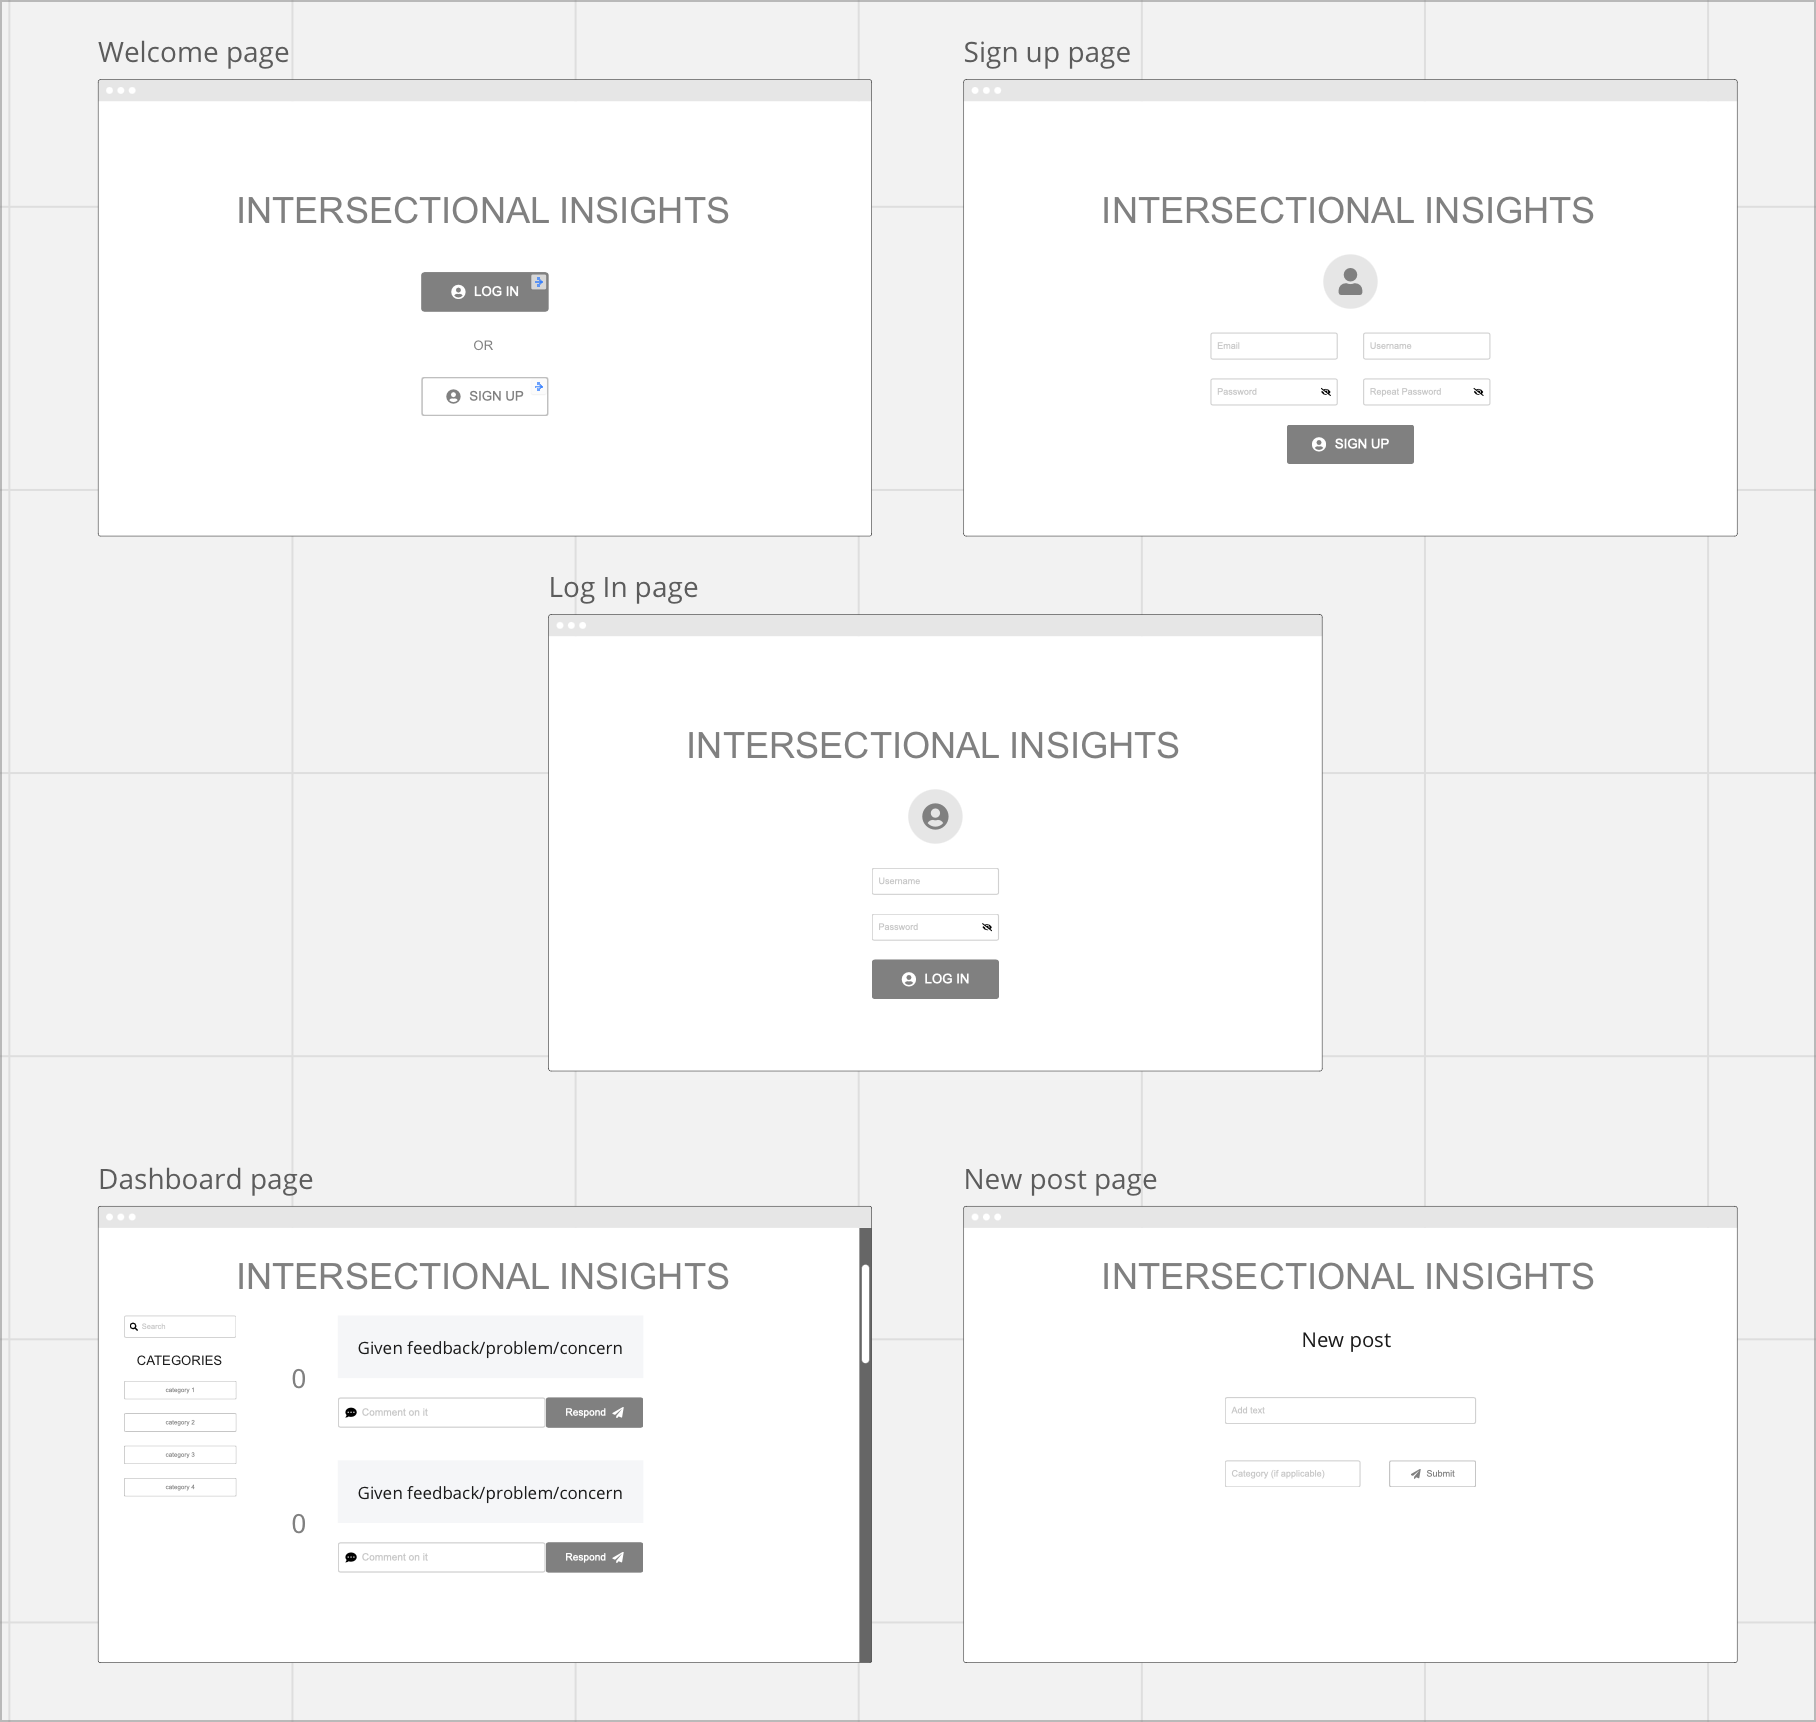 Welcome page
INTERSECTIONAL INSIGHTS
LOG IN
OR
SIGN UP
Sign up page
INTERSECTIONAL INSIGHTS
Email
Username
Password
Repeat Password
SIGN UP
Log In page
INTERSECTIONAL INSIGHTS
Username
Password
LOG IN
Dashboard page
INTERSECTIONAL INSIGHTS
Search
CATEGORIES
category 1
category 2
category 3
category 4
0
Given feedback/problem/concern
Comment on it
Respond
0
Given feedback/problem/concern
Comment on it
Respond
New post page
INTERSECTIONAL INSIGHTS
New post
Add text
Category (if applicable)
Submit